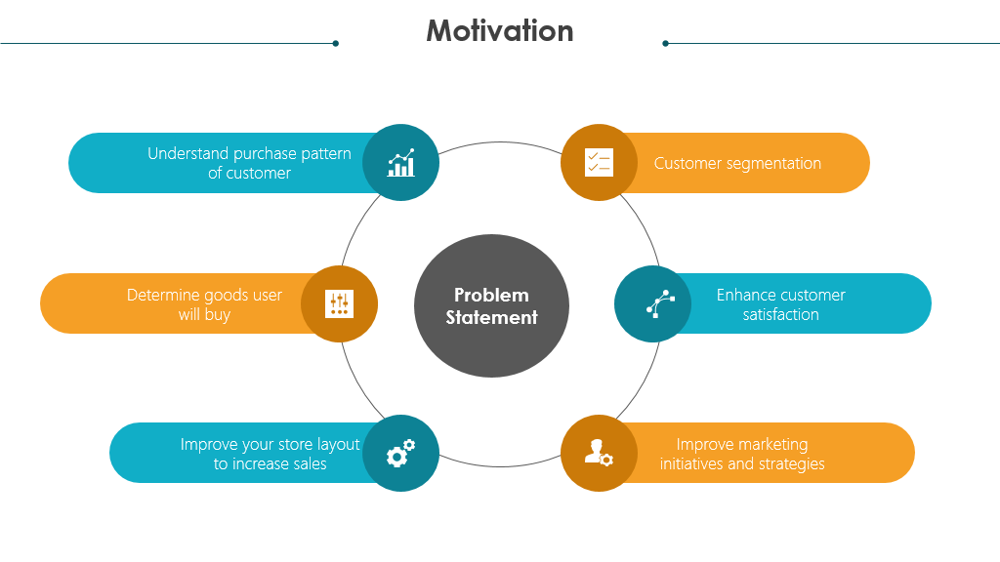 Motivation
Understand purchase pattern
of customer
Customer segmentation
Determine goods user
will buy
Problem
Statement
Enhance customer
satisfaction
Improve your store layout
to increase sales
Improve marketing
initiatives and strategies